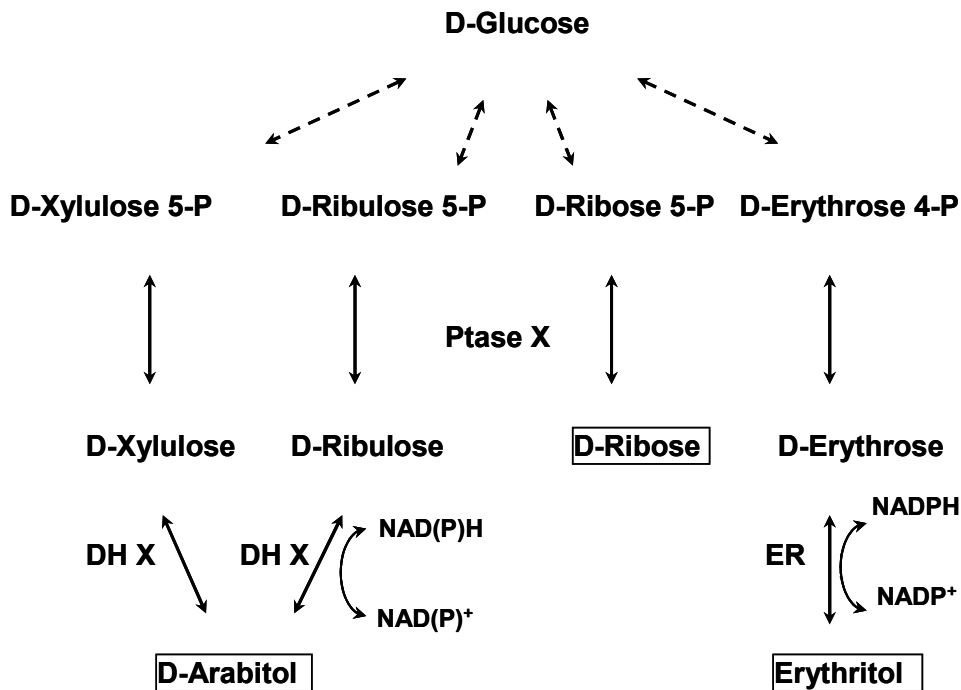 D-Glucose
D-Xylulose 5-P
D-Ribulose 5-P
D-Ribose 5-P
D-Erythrose 4-P
Ptase X
D-Xylulose
D-Ribulose
D-Ribose
D-Erythrose
DH X
DH X
NAD(P)H
NAD(P)+
ER
NADPH
NADP+
D-Arabitol
Erythritol